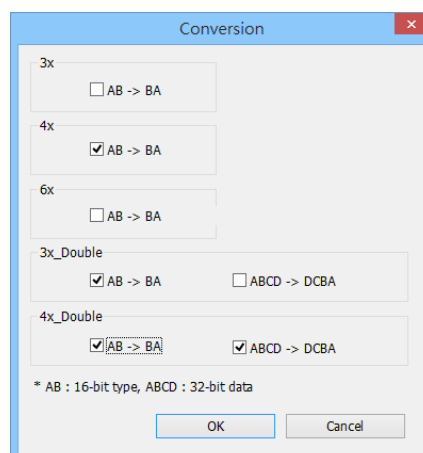 Conversion
3x
AB -> BA
4x
AB -> BA
6x
AB -> BA
3x_Double
AB -> BA ABCD -> DCBA
4x_Double
AB -> BA ABCD -> DCBA
* AB : 16-bit type, ABCD : 32-bit data
OK Cancel